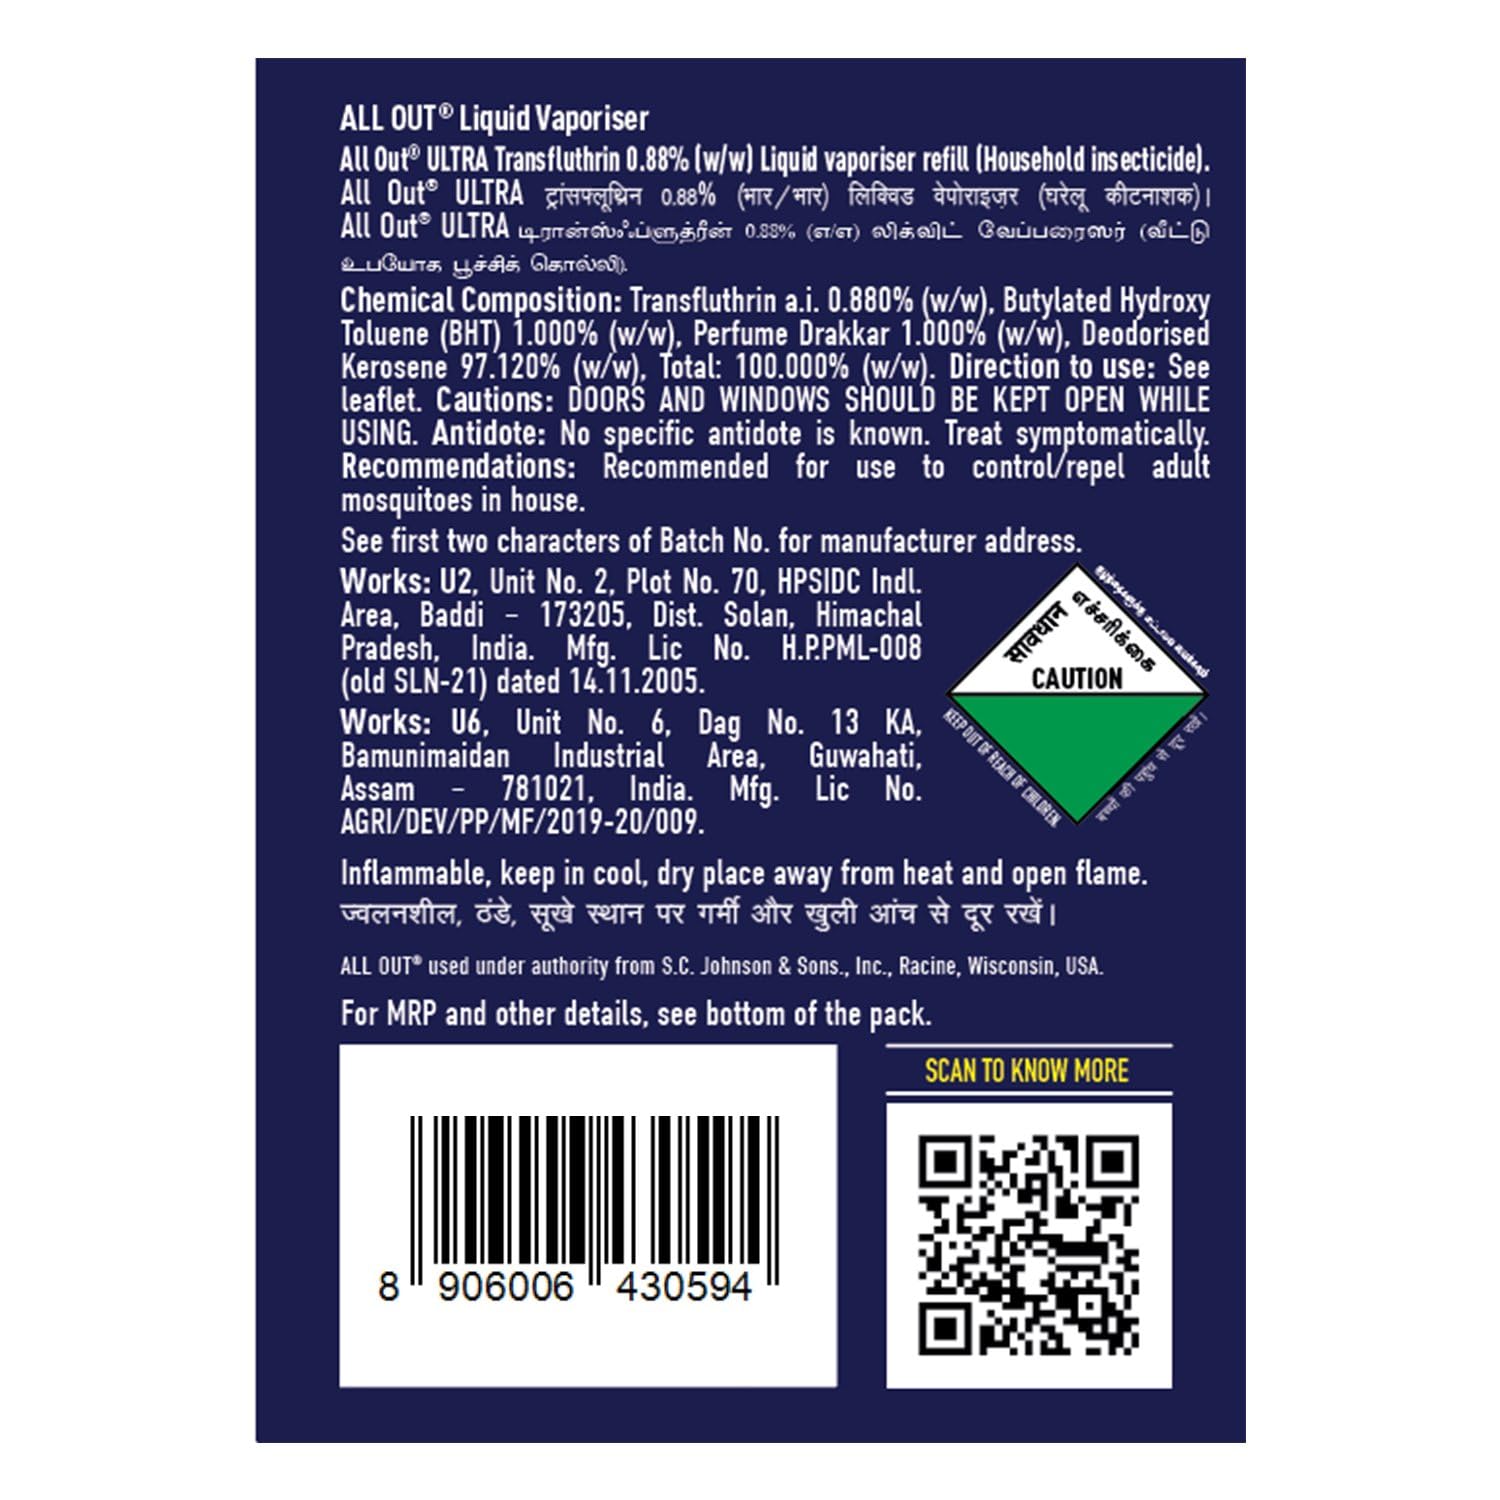 ALL OUT® Liquid Vaporiser
All Out® ULTRA Transfluthrin 0.88% (w/w) Liquid vaporiser refill (Household insecticide).
All Out® ULTRA ट्रांसफ्लूथ्रिन 0.88% (भार/भार) लिक्विड वेपोराइज़र (घरेलू कीटनाशक)।
All Out® ULTRA டிரான்ஸ்ஃப்ளுத்ரீன் 0.88% (எ/எ) லிக்விட் வேப்பரைஸர் (வீட்டு
உபயோக பூச்சிக் கொல்லி).
Chemical Composition: Transfluthrin a.i. 0.880% (w/w), Butylated Hydroxy
Toluene (BHT) 1.000% (w/w), Perfume Drakkar 1.000% (w/w), Deodorised
Kerosene 97.120% (w/w), Total: 100.000% (w/w). Direction to use: See
leaflet. Cautions: DOORS AND WINDOWS SHOULD BE KEPT OPEN WHILE
USING. Antidote: No specific antidote is known. Treat symptomatically.
Recommendations: Recommended for use to control/repel adult
mosquitoes in house.
See first two characters of Batch No. for manufacturer address.
Works: U2, Unit No. 2, Plot No. 70, HPSIDC Indl.
Area, Baddi – 173205, Dist. Solan, Himachal
Pradesh, India. Mfg. Lic No. H.P.PML-008
(old SLN-21) dated 14.11.2005.
Works: U6, Unit No. 6, Dag No. 13 KA,
Bamunimaidan Industrial Area, Guwahati,
Assam – 781021, India. Mfg. Lic No.
AGRI/DEV/PP/MF/2019-20/009.
सावधान
எச்சரிக்கை
CAUTION
KEEP OUT OF REACH OF CHILDREN.
बच्चों की पहुंच से दूर रखें।
Inflammable, keep in cool, dry place away from heat and open flame.
ज्वलनशील, ठंडे, सूखे स्थान पर गर्मी और खुली आंच से दूर रखें।
ALL OUT® used under authority from S.C. Johnson & Sons., Inc., Racine, Wisconsin, USA.
For MRP and other details, see bottom of the pack.
SCAN TO KNOW MORE
8 906006 430594